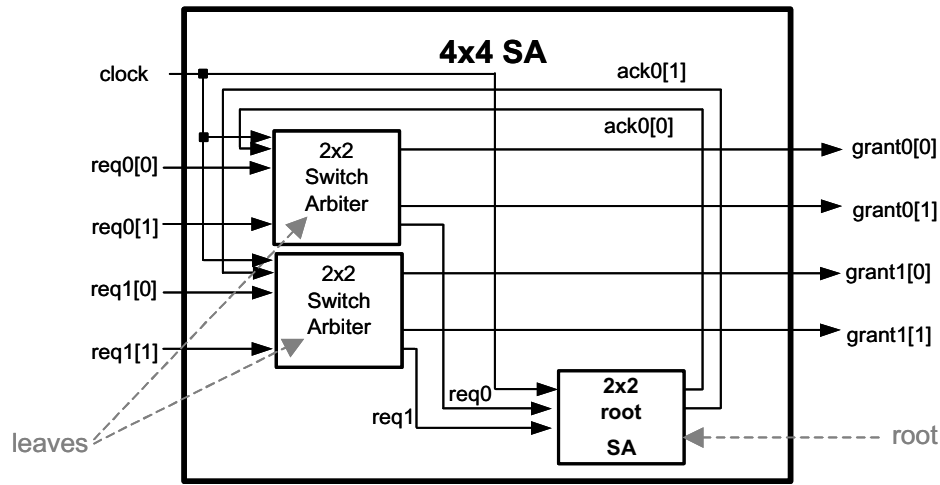 4x4 SA
clock
ack0[1]
ack0[0]
2x2
Switch
Arbiter
req0[0]
req0[1]
grant0[0]
grant0[1]
2x2
Switch
Arbiter
req1[0]
req1[1]
grant1[0]
grant1[1]
req0
req1
2x2
root
SA
leaves
root